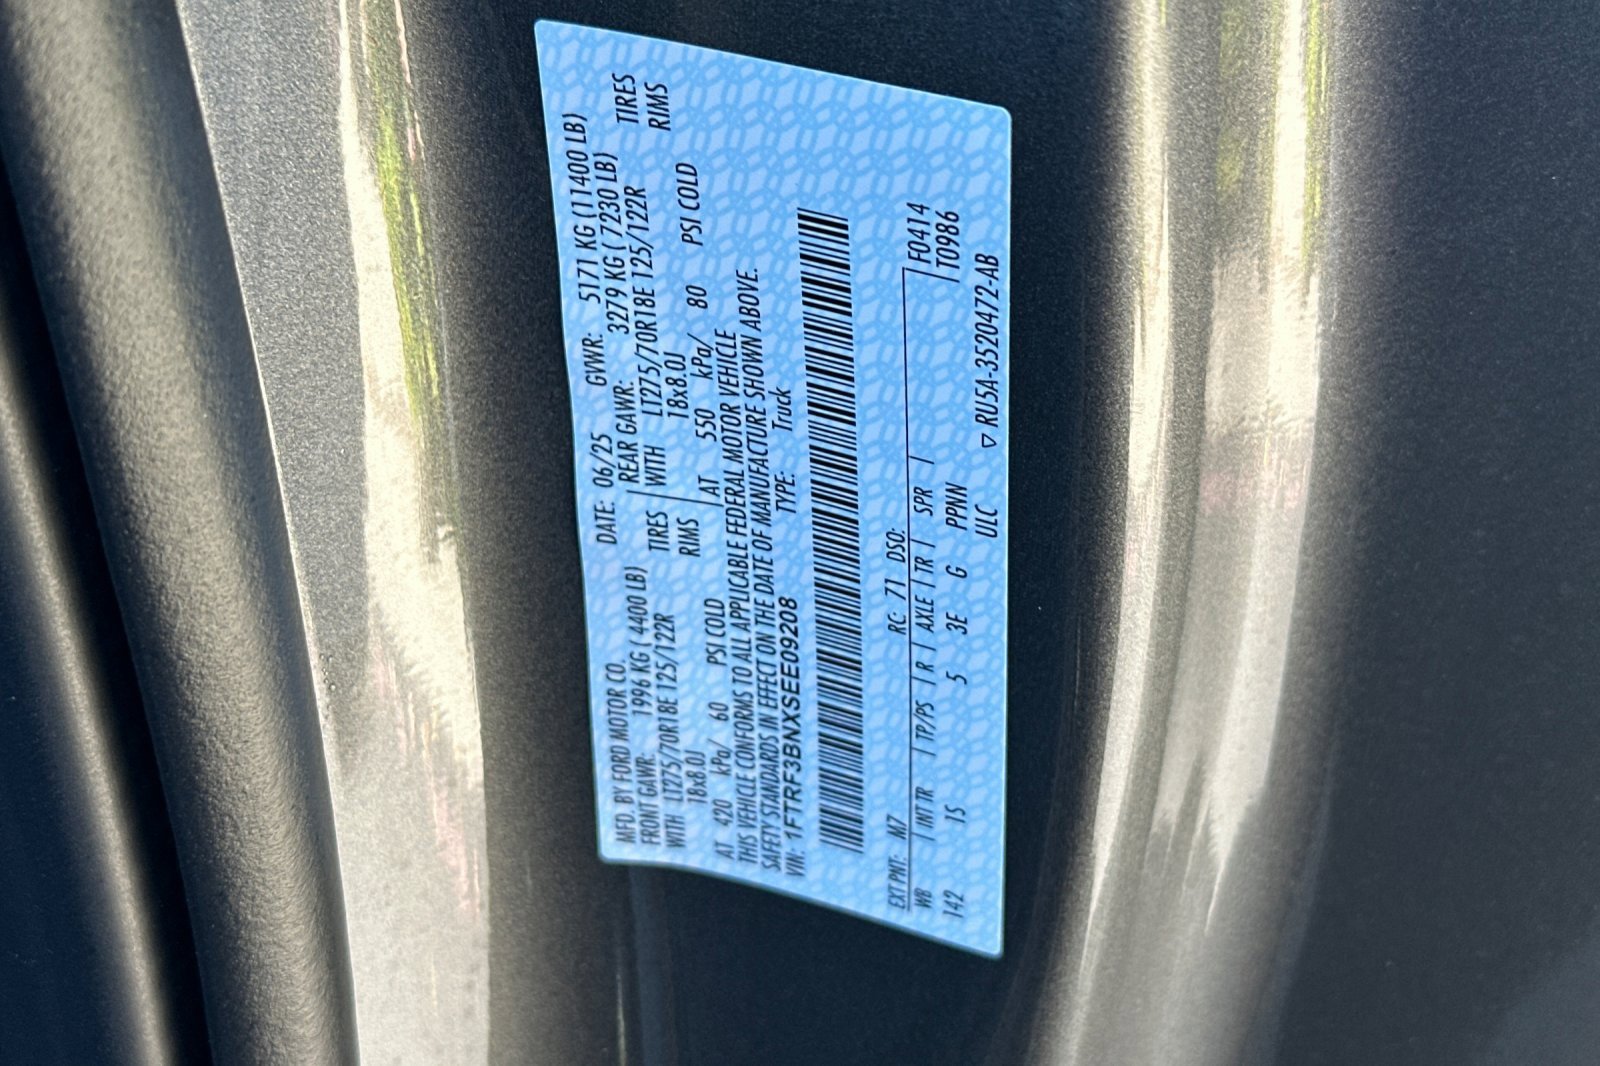 MFD. BY FORD MOTOR CO.
DATE: 06/25 GVWR: 5171 KG (11400 LB)
FRONT GAWR: 1996 KG ( 4400 LB) REAR GAWR: 3279 KG ( 7230 LB)
WITH LT275/70R18E 125/122R TIRES WITH LT275/70R18E 125/122R TIRES
18x8.0J RIMS 18x8.0J RIMS
AT 420 kPa/ 60 PSI COLD AT 550 kPa/ 80 PSI COLD
THIS VEHICLE CONFORMS TO ALL APPLICABLE FEDERAL MOTOR VEHICLE
SAFETY STANDARDS IN EFFECT ON THE DATE OF MANUFACTURE SHOWN ABOVE.
VIN: 1FTRF3BNXSEE09208 TYPE: Truck
EXT PNT: M7 RC: 71 DSO: F0414
WB | INT TR | TP/PS | R | AXLE | TR | SPR | T0986
142 1S 5 3E G PPNN
ULC ▽ RU5A-3520472-AB